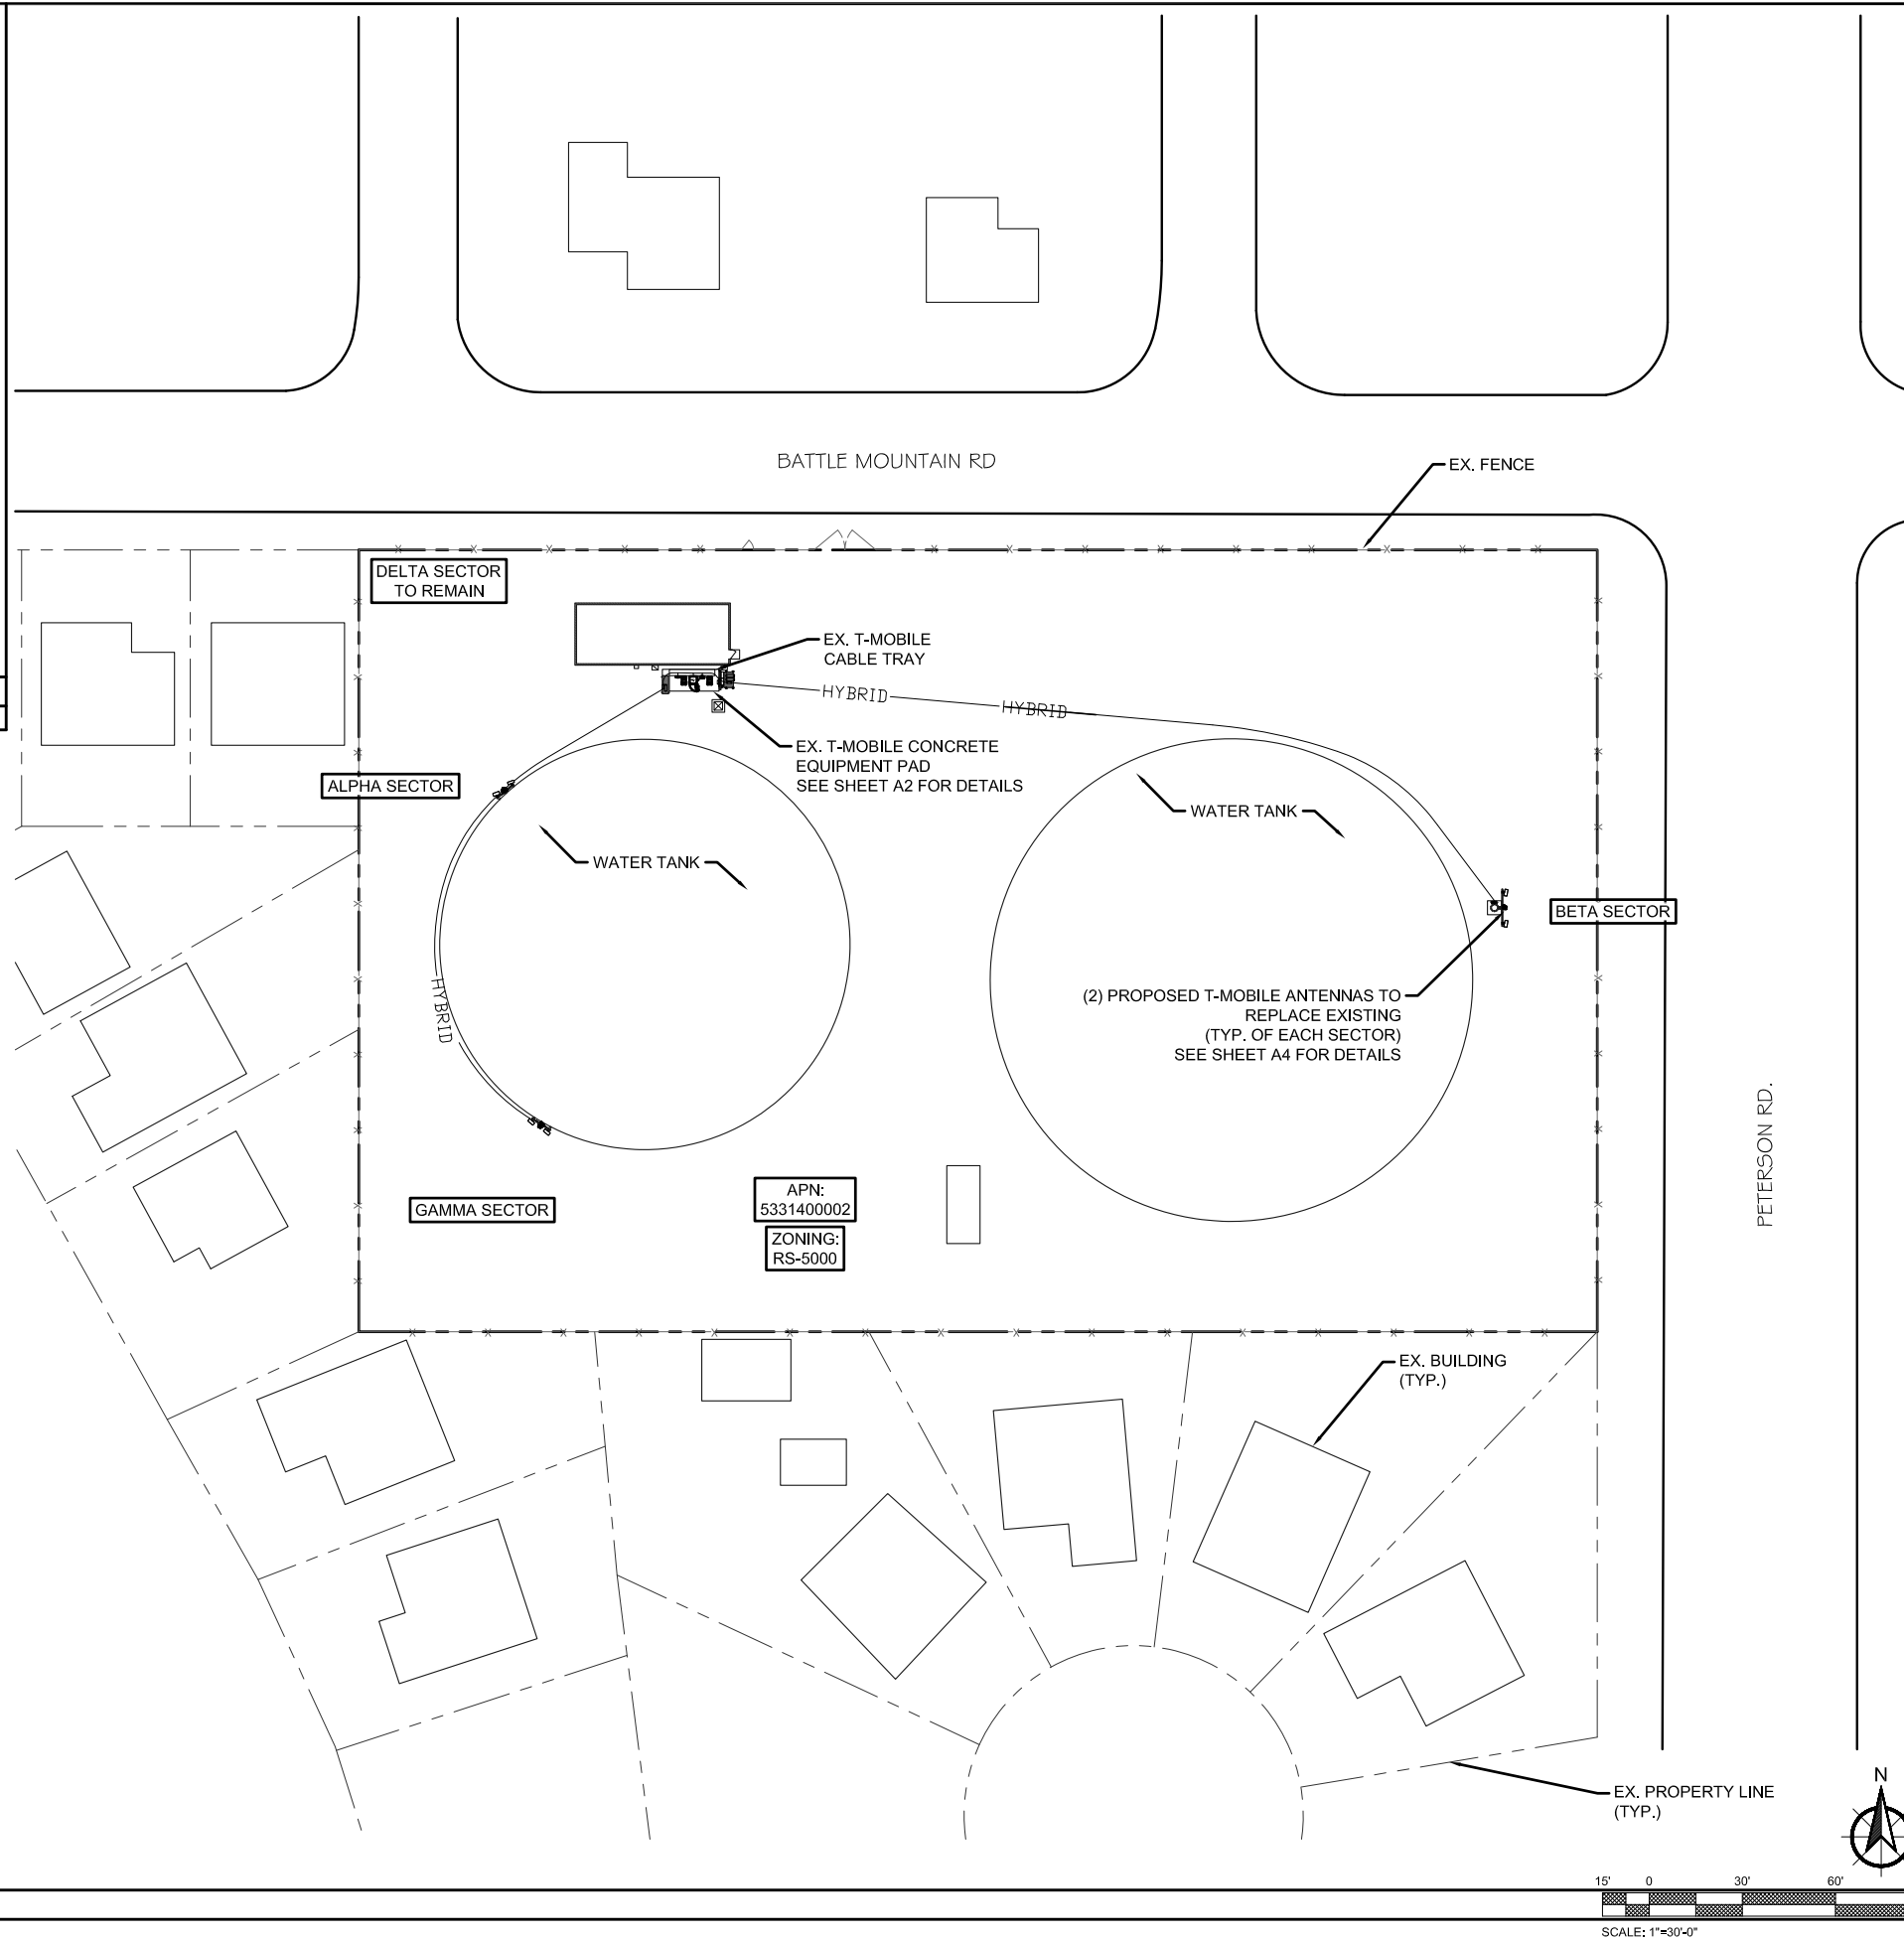 BATTLE MOUNTAIN RD
EX. FENCE
DELTA SECTOR
TO REMAIN
EX. T-MOBILE
CABLE TRAY
HYBRID
HYBRID
EX. T-MOBILE CONCRETE
EQUIPMENT PAD
SEE SHEET A2 FOR DETAILS
ALPHA SECTOR
WATER TANK
WATER TANK
BETA SECTOR
HYBRID
(2) PROPOSED T-MOBILE ANTENNAS TO
REPLACE EXISTING
(TYP. OF EACH SECTOR)
SEE SHEET A4 FOR DETAILS
PETERSON RD.
GAMMA SECTOR
APN:
5331400002
ZONING:
RS-5000
EX. BUILDING
(TYP.)
EX. PROPERTY LINE
(TYP.)
N
15' 0 30' 60'
SCALE: 1"=30'-0"